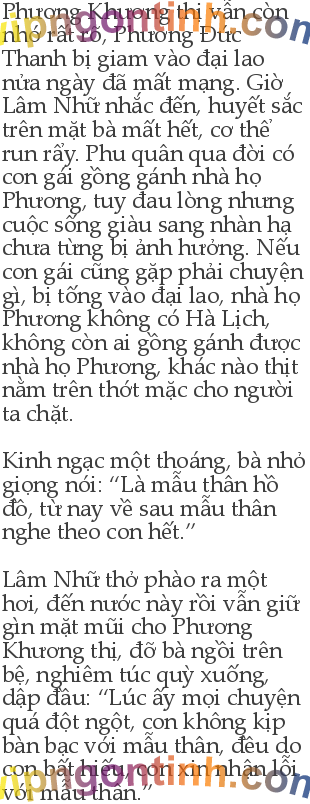 Phương Khương thị vẫn còn
nhớ rất rõ, Phương Đức
Thanh bị giam vào đại lao
nửa ngày đã mất mạng. Giờ
Lâm Nhữ nhắc đến, huyết sắc
trên mặt bà mất hết, cơ thể
run rẩy. Phu quân qua đời có
con gái gồng gánh nhà họ
Phương, tuy đau lòng nhưng
cuộc sống giàu sang nhàn hạ
chưa từng bị ảnh hưởng. Nếu
con gái cũng gặp phải chuyện
gì, bị tống vào đại lao, nhà họ
Phương không có Hà Lịch,
không còn ai gồng gánh được
nhà họ Phương, khác nào thịt
nằm trên thớt mặc cho người
ta chặt.
Kinh ngạc một thoáng, bà nhỏ
giọng nói: “Là mẫu thân hồ
đồ, từ nay về sau mẫu thân
nghe theo con hết.”
Lâm Nhữ thở phào ra một
hơi, đến nước này rồi vẫn giữ
gìn mặt mũi cho Phương
Khương thị, đỡ bà ngồi trên
bệ, nghiêm túc quỳ xuống,
dập đầu: “Lúc ấy mọi chuyện
quá đột ngột, con không kịp
bàn bạc với mẫu thân, đều do
con bất hiếu, con xin nhận lỗi
với mẫu thân.”
vipngontinh.com
vipngontinh.com